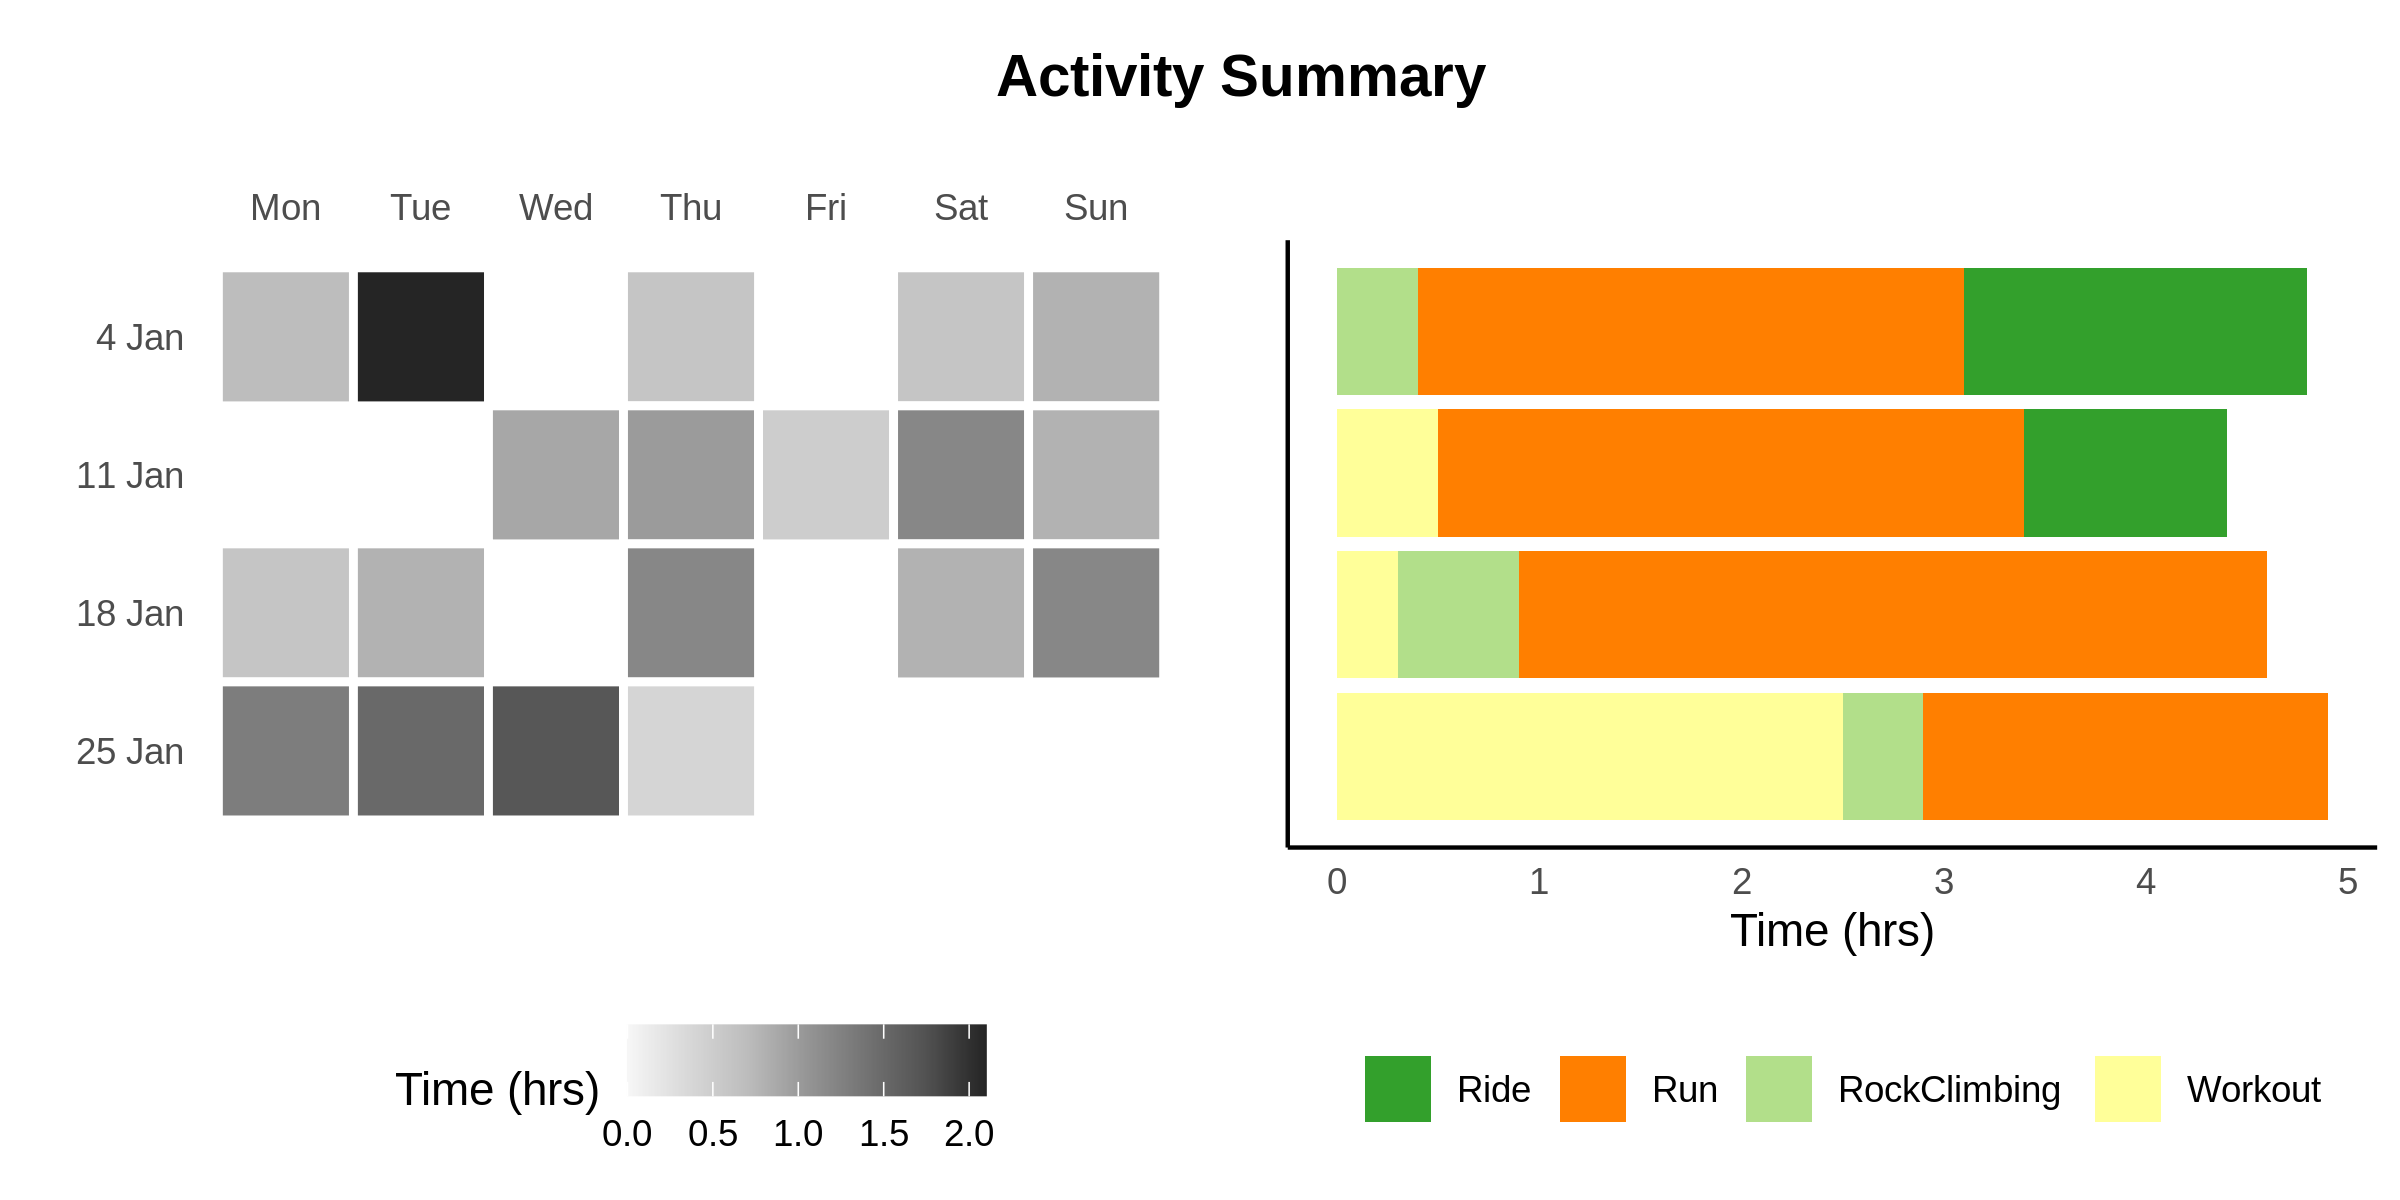 Activity Summary
Mon Tue Wed Thu Fri Sat Sun
4 Jan
11 Jan
18 Jan
25 Jan
0 1 2 3 4 5
Time (hrs)
Time (hrs)
0.0 0.5 1.0 1.5 2.0
Ride Run RockClimbing Workout